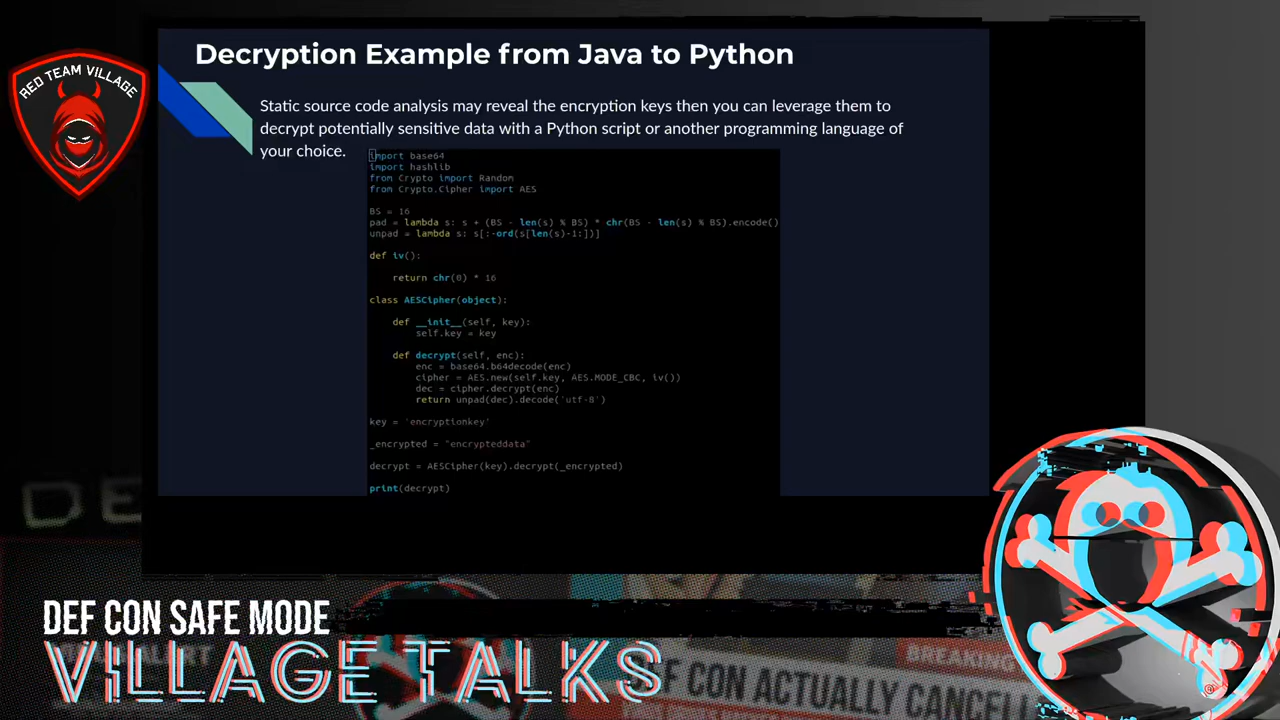 Decryption Example from Java to Python
RED TEAM VILLAGE
Static source code analysis may reveal the encryption keys then you can leverage them to
decrypt potentially sensitive data with a Python script or another programming language of
your choice.
import base64
import hashlib
from Crypto import Random
from Crypto.Cipher import AES
BS = 16
pad = lambda s: s + (BS - len(s) % BS) * chr(BS - len(s) % BS).encode()
unpad = lambda s: s[:-ord(s[len(s)-1:])]
def iv():
return chr(0) * 16
class AESCipher(object):
def __init__(self, key):
self.key = key
def decrypt(self, enc):
enc = base64.b64decode(enc)
cipher = AES.new(self.key, AES.MODE_CBC, iv())
dec = cipher.decrypt(enc)
return unpad(dec).decode('utf-8')
key = 'encryptionkey'
_encrypted = "encrypteddata"
decrypt = AESCipher(key).decrypt(_encrypted)
print(decrypt)
DE
DEF CON SAFE MODE
VILLAGE TALKS
ALERT
BREAKING
DEF CON ACTUALLY CANCELL